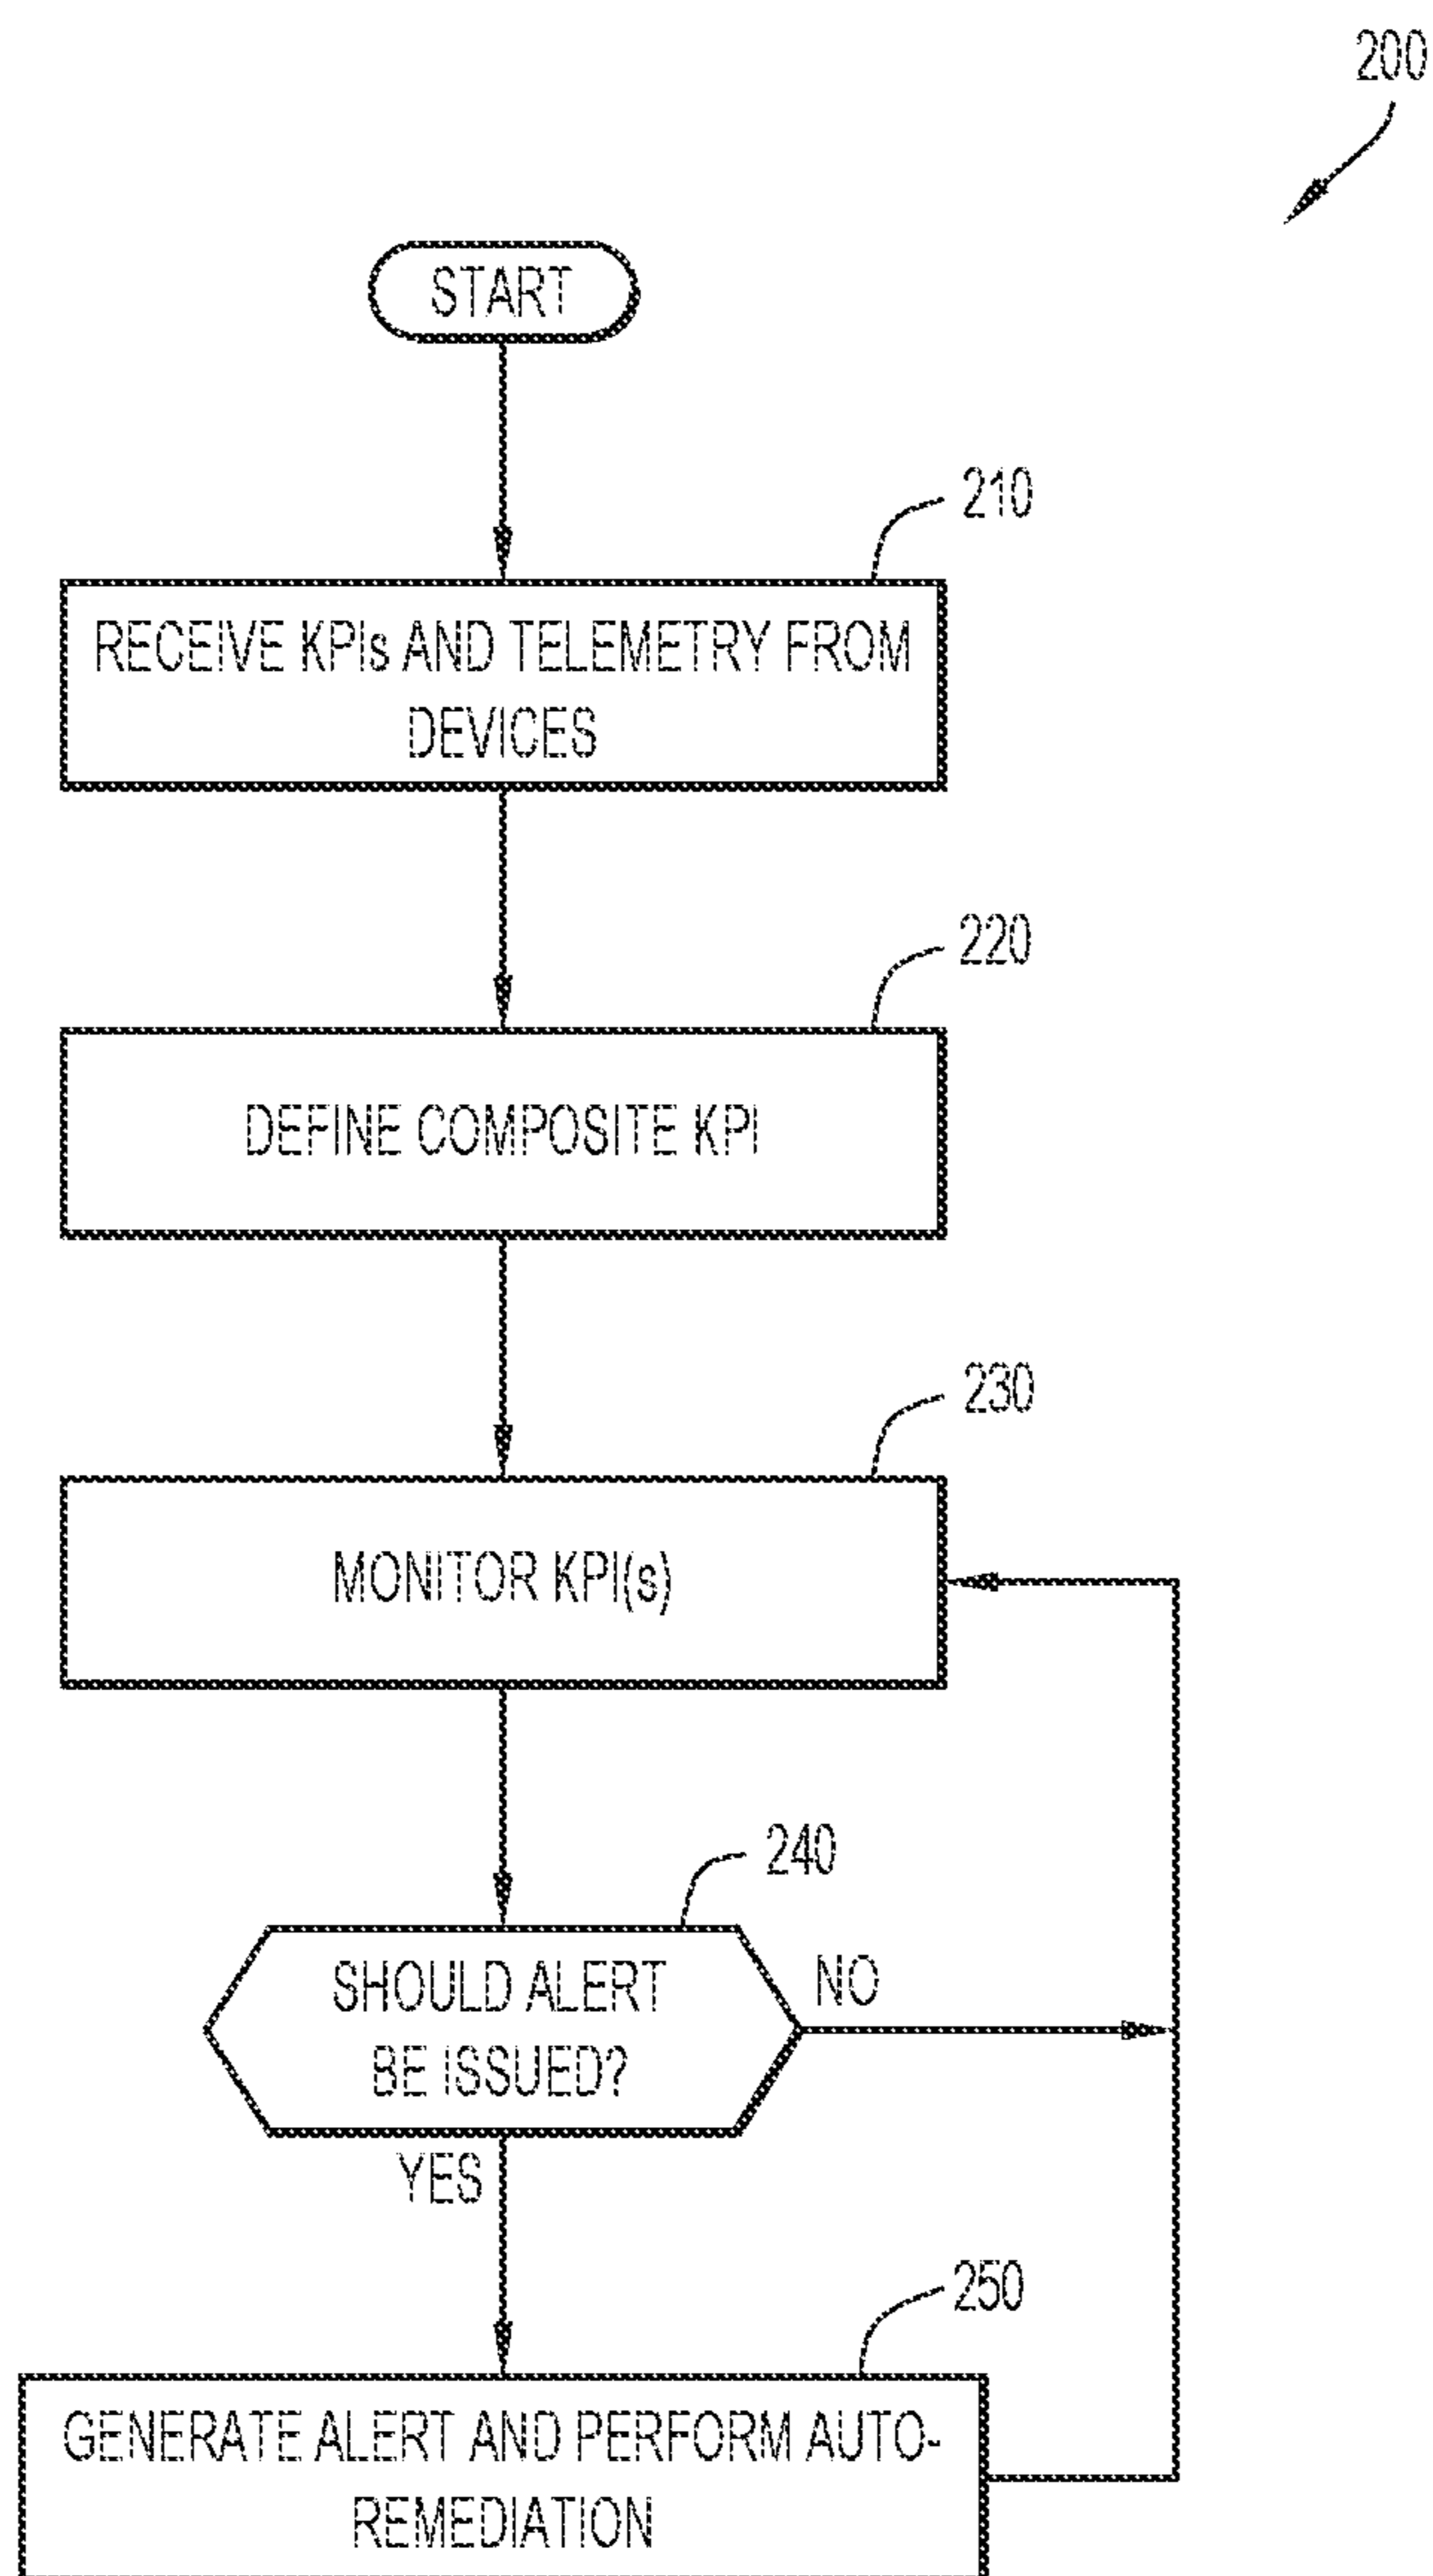 200
START
210
RECEIVE KPIs AND TELEMETRY FROM
DEVICES
220
DEFINE COMPOSITE KPI
230
MONITOR KPI(s)
240
SHOULD ALERT
BE ISSUED?
NO
YES
250
GENERATE ALERT AND PERFORM AUTO-
REMEDIATION